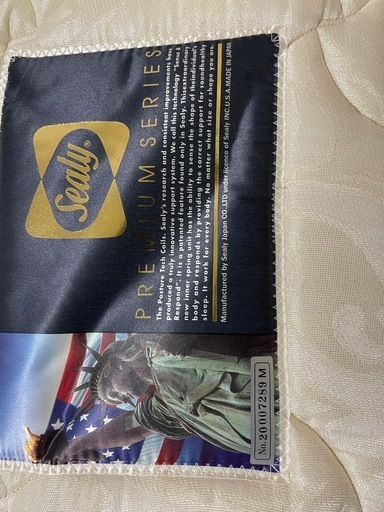 Sealy®
PREMIUM SERIES
The Posture Tech Coils. Sealy's research and consistent improvements have
produced a truly innovative support system. We call this technology "Sense &
Respond". It is a patented feature found only in Sealy. This extraordinary
new inner spring unit has the ability to sense the shape of the individual's
body and responds by providing the correct support for sound healthy
sleep. It work for every body. No matter what size or shape you are.
Manufactured by Sealy Japan CO.,LTD under licence of Sealy INC.U.S.A. MADE IN JAPAN
No.20007289M